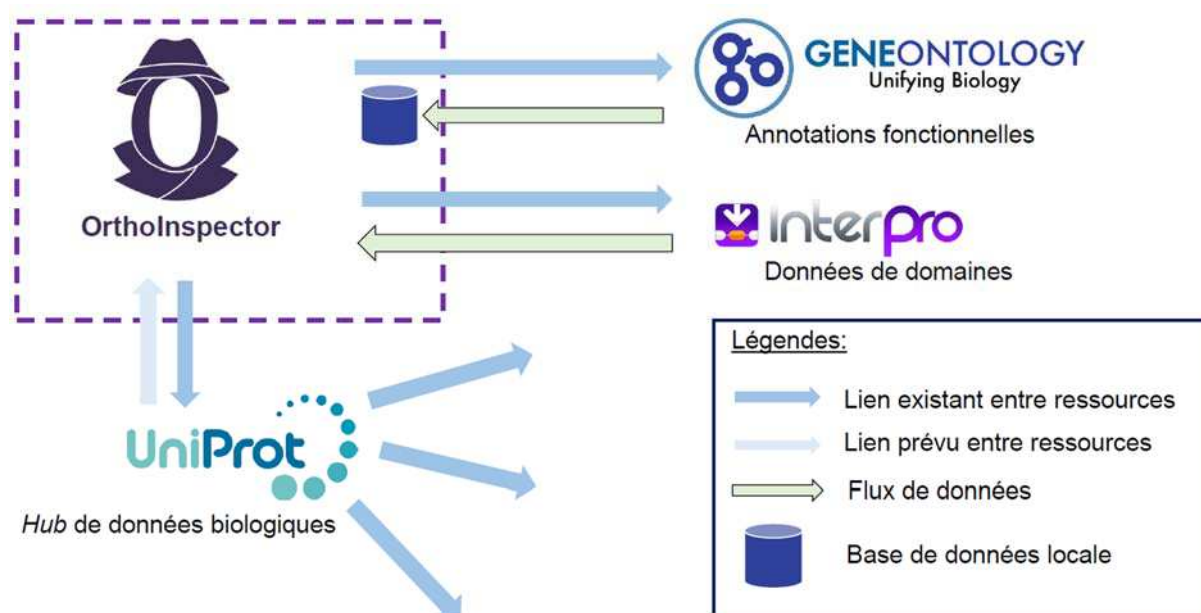 GENEONTOLOGY
Unifying Biology
Annotations fonctionnelles
OrthoInspector
InterPro
Données de domaines
UniProt
Hub de données biologiques
Légendes:
Lien existant entre ressources
Lien prévu entre ressources
Flux de données
Base de données locale